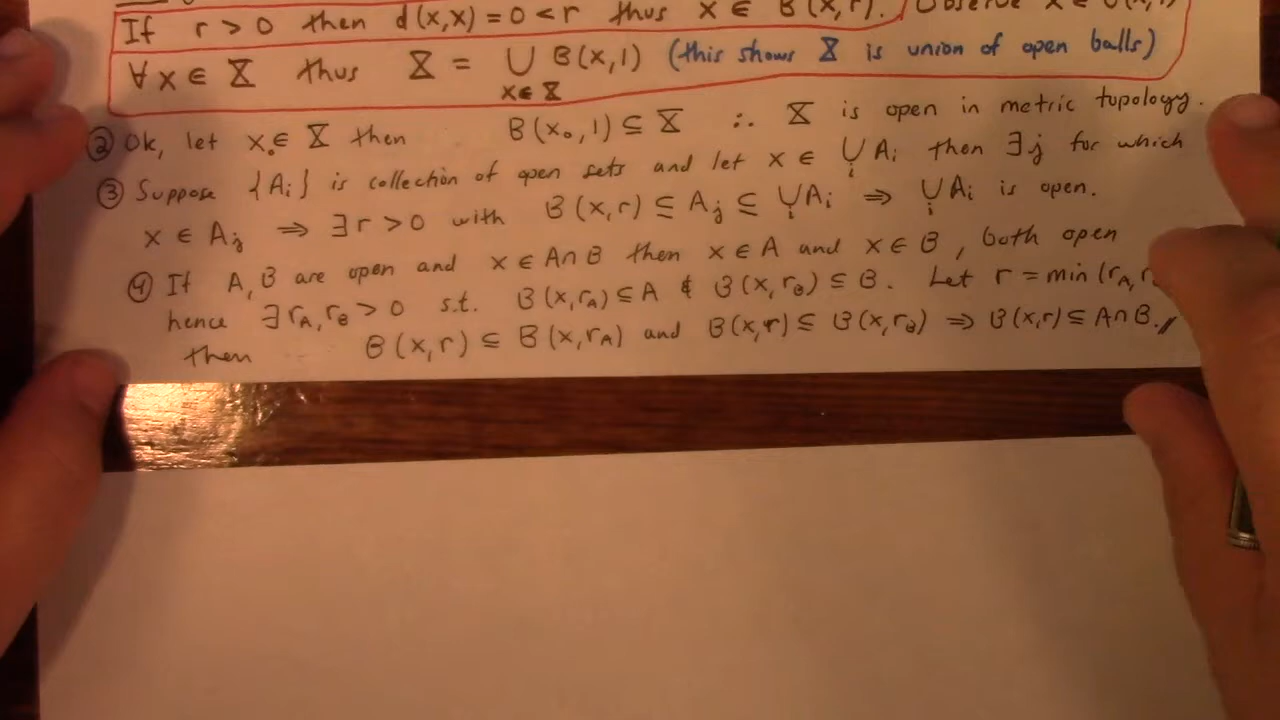 If r > 0 then d(x,x) = 0 < r thus x ∈ B(x,r). Observe x ∈
∀ x ∈ X thus X = ∪ B(x,1) (this shows X is union of open balls)
x ∈ X
② Ok, let x₀ ∈ X then B(x₀,1) ⊆ X ∴ X is open in metric topology.
③ Suppose {Aᵢ} is collection of open sets and let x ∈ ∪ᵢ Aᵢ then ∃ j for which
x ∈ Aⱼ ⇒ ∃ r > 0 with B(x,r) ⊆ Aⱼ ⊆ ∪ᵢ Aᵢ ⇒ ∪ᵢ Aᵢ is open.
④ If A, B are open and x ∈ A∩B then x ∈ A and x ∈ B, both open
hence ∃ r_A, r_B > 0 s.t. B(x,r_A) ⊆ A & B(x,r_B) ⊆ B. Let r = min(r_A, r
then B(x,r) ⊆ B(x,r_A) and B(x,r) ⊆ B(x,r_B) ⇒ B(x,r) ⊆ A∩B. //